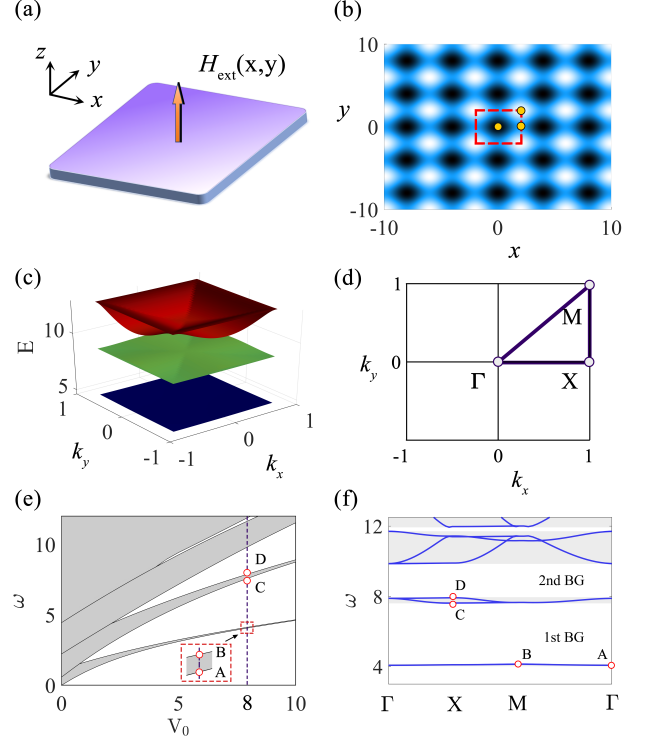 (a)
H_ext(x,y)
z
y
x
(b)
10
y
0
-10
-10
0
10
x
(c)
E
10
5
1
0
-1
-1
0
1
k_y
k_x
(d)
1
M
k_y
0
Γ
X
-1
0
1
k_x
(e)
10
D
C
ω
5
B
A
0
0
5
8
10
V_0
(f)
12
2nd BG
D
ω
8
C
1st BG
B
A
4
Γ
X
M
Γ